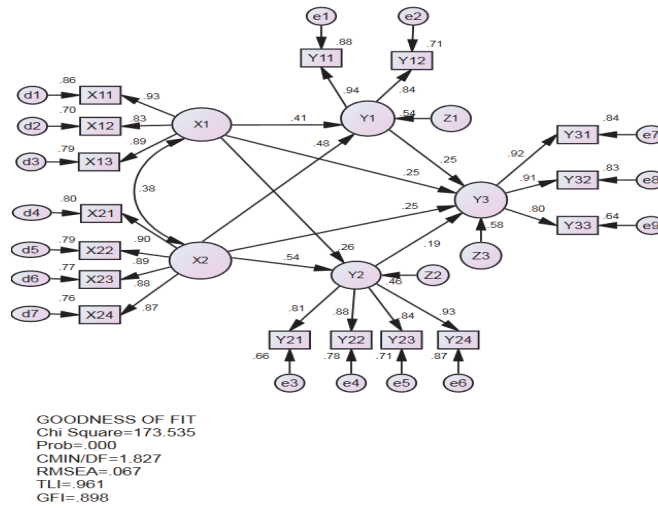 e1
e2
.88
.71
Y11
Y12
.86
d1
X11
.93
.94
.84
.70
d2
X12
.83
X1
.41
Y1
.54
Z1
.79
d3
X13
.89
.48
.25
.84
Y31
e7
.92
.38
.25
.83
.91
Y32
e8
Y3
.80
d4
X21
.25
.80
Y33
.64
e9
.79
d5
X22
.90
.58
.77
d6
X23
.89
X2
.26
.19
Z3
.88
.54
Y2
Z2
.76
d7
X24
.87
.46
.81
.88
.84
.93
Y21
Y22
Y23
Y24
.66
.78
.71
.87
e3
e4
e5
e6
GOODNESS OF FIT
Chi Square=173.535
Prob=.000
CMIN/DF=1.827
RMSEA=.067
TLI=.961
GFI=.898